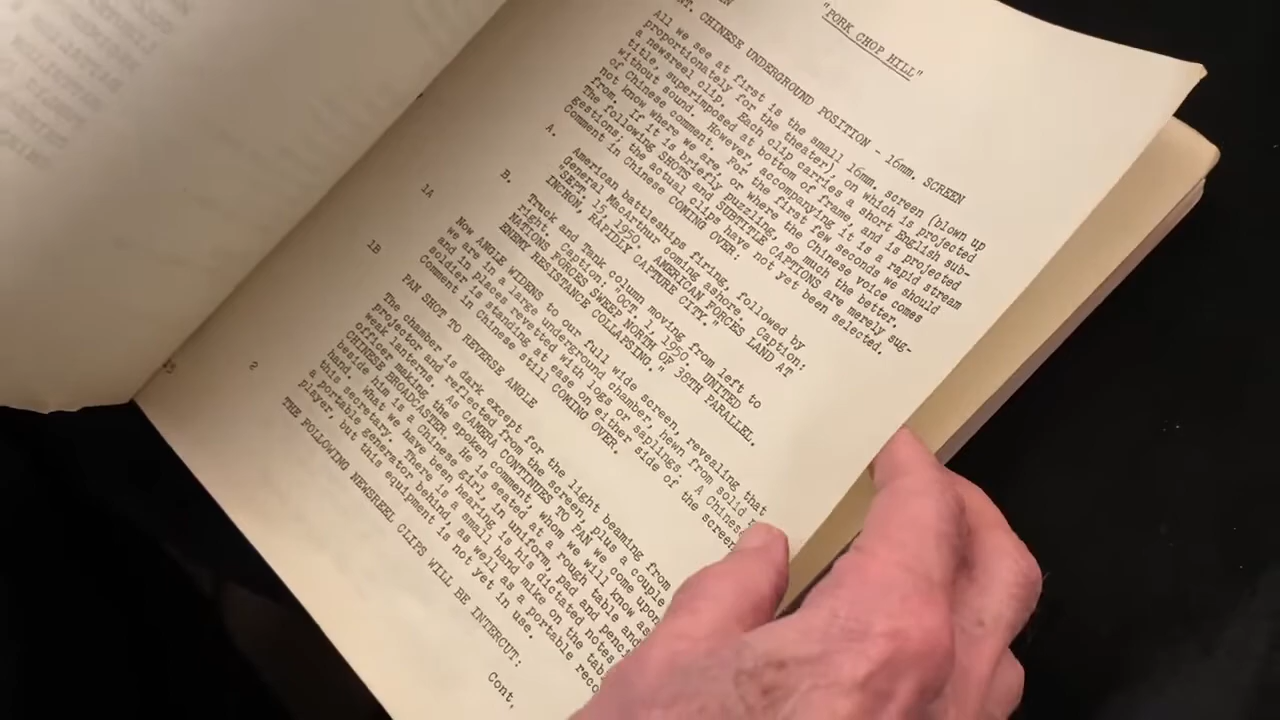 "PORK CHOP HILL"
CHINESE UNDERGROUND POSITION - 16mm. SCREEN
All we see at first is the small 16mm. screen (blown up
proportionately for the theater), on which is projected
a newsreel clip. Each clip carries a short English sub-
title, superimposed at bottom of frame, and is projected
without sound. However, accompanying it is a rapid stream
of Chinese comment. For the first few seconds we should
not know where we are, or where the Chinese voice comes
from. If it is briefly puzzling, so much the better.
The following SHOTS and SUBTITLE CAPTIONS are merely sug-
gestions; the actual clips have not yet been selected.
Comment in Chinese COMING OVER:
A. American battleships firing, followed by
General MacArthur coming ashore. Caption:
"SEPT. 15, 1950. AMERICAN FORCES LAND AT
INCHON, RAPIDLY CAPTURE CITY."
B. Truck and Tank column moving from left to
right. Caption: "OCT. 1, 1950. UNITED
NATIONS FORCES SWEEP NORTH OF 38TH PARALLEL.
ENEMY RESISTANCE COLLAPSING."
1A Now ANGLE WIDENS to our full wide screen, revealing that
we are in a large underground chamber, hewn from solid
and in places revetted with logs or saplings. A Chinese
soldier is standing at ease on either side of the screen
Comment in Chinese still COMING OVER.
1B PAN SHOT TO REVERSE ANGLE
The chamber is dark except for the light beaming from
projector and reflected from the screen, plus a couple
weak lanterns. As CAMERA CONTINUES TO PAN we come upon
officer making the spoken comment, whom we will know as
CHINESE BROADCASTER. He is seated at a rough table and
beside him is a Chinese girl, in uniform, pad and penci
hand. What we have been hearing is his dictated notes
this secretary. There is a small hand mike on the tab
a portable generator behind, as well as a portable reco
player, but this equipment is not yet in use.
2 THE FOLLOWING NEWSREEL CLIPS WILL BE INTERCUT:
Cont.